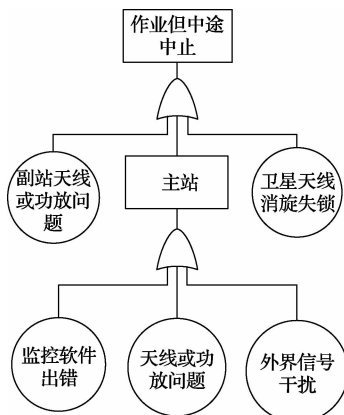 作业但中途
中止
副站天线
或功放问
题
主站
卫星天线
消旋失锁
监控软件
出错
天线或功
放问题
外界信号
干扰